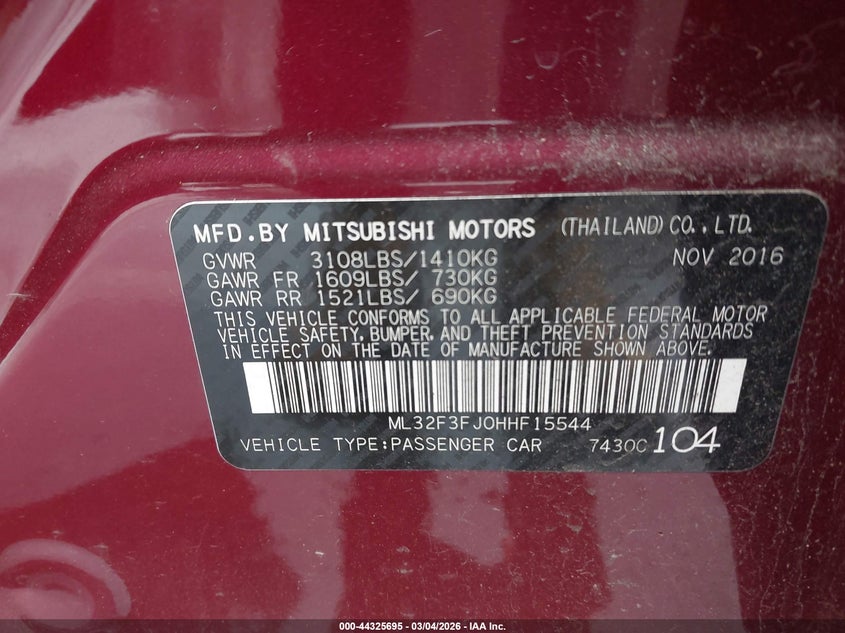 MFD.BY MITSUBISHI MOTORS (THAILAND)CO.,LTD.
GVWR 3108LBS/1410KG NOV 2016
GAWR FR 1609LBS/ 730KG
GAWR RR 1521LBS/ 690KG
THIS VEHICLE CONFORMS TO ALL APPLICABLE FEDERAL MOTOR
VEHICLE SAFETY, BUMPER, AND THEFT PREVENTION STANDARDS
IN EFFECT ON THE DATE OF MANUFACTURE SHOWN ABOVE.
ML32F3FJ0HHF15544
VEHICLE TYPE:PASSENGER CAR 7430C 104
000-44325695 - 03/04/2026 - IAA Inc.